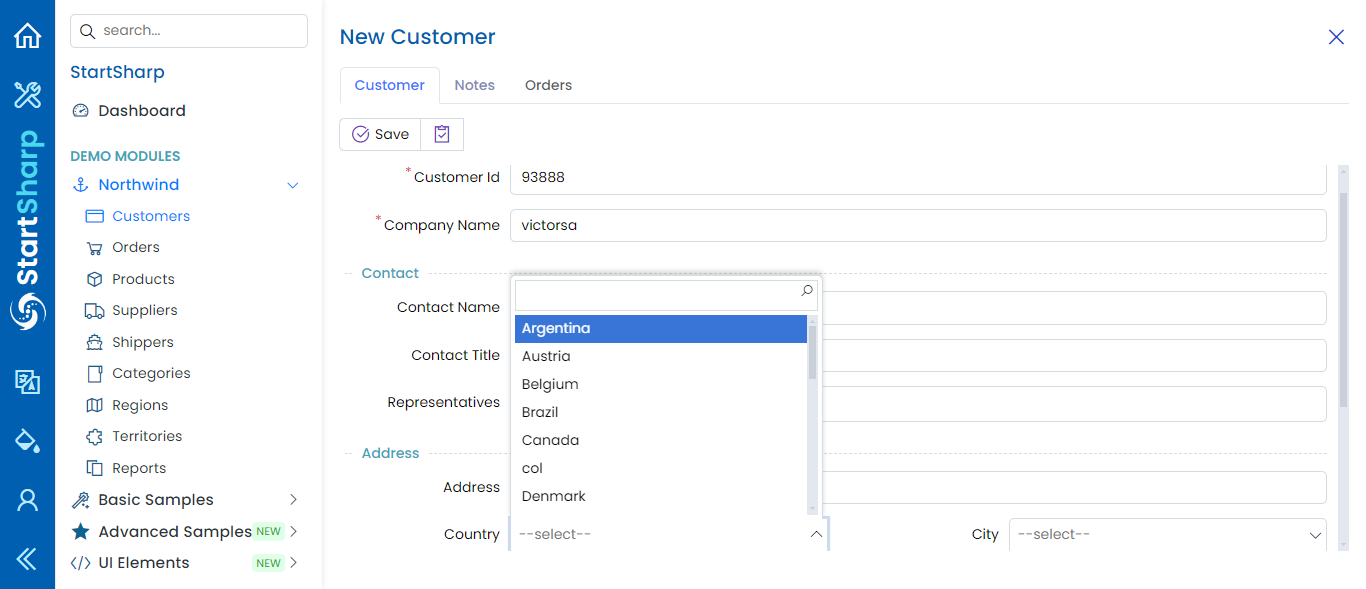 StartSharp
search...
StartSharp
Dashboard
DEMO MODULES
Northwind
Customers
Orders
Products
Suppliers
Shippers
Categories
Regions
Territories
Reports
Basic Samples
Advanced Samples NEW
UI Elements NEW
New Customer
Customer Notes Orders
Save
*Customer Id 93888
*Company Name victorsa
Contact
Contact Name
Contact Title
Representatives
Argentina
Austria
Belgium
Brazil
Canada
col
Denmark
Address
Address
Country --select-- City --select--